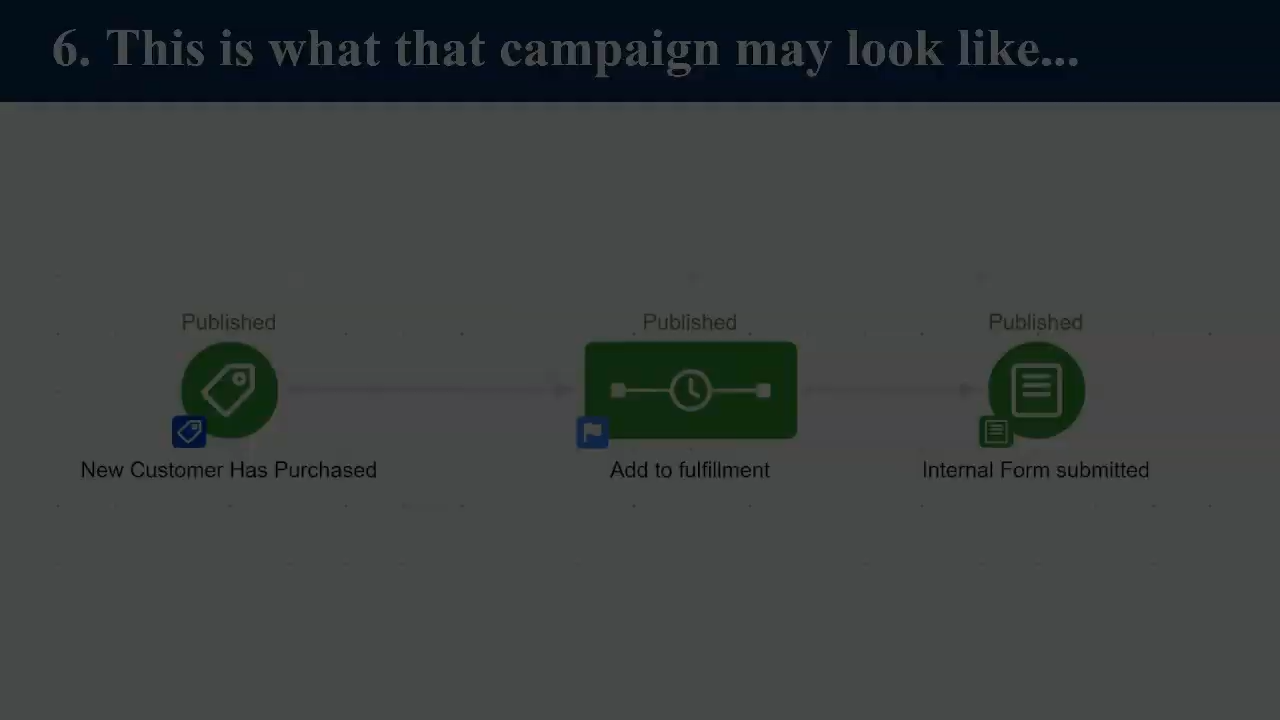 6. This is what that campaign may look like...
Published
Published
Published
New Customer Has Purchased
Add to fulfillment
Internal Form submitted